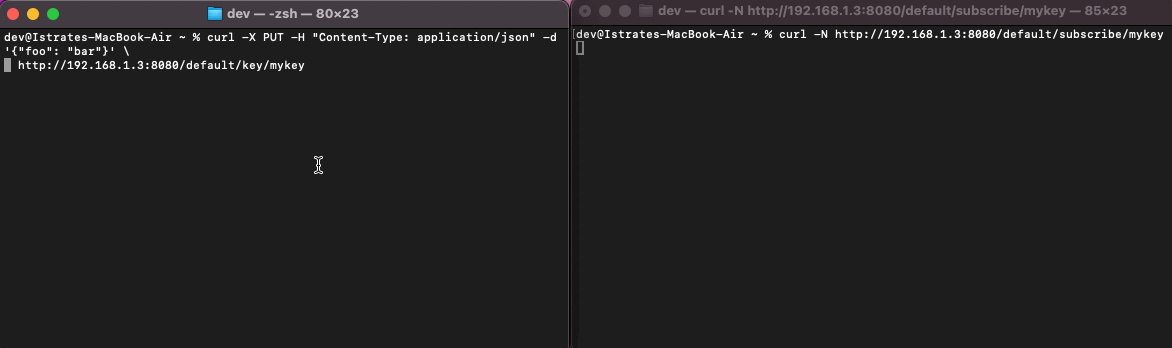 dev — -zsh — 80×23
dev@Istrates-MacBook-Air ~ % curl -X PUT -H "Content-Type: application/json" -d
'{"foo": "bar"}' \
http://192.168.1.3:8080/default/key/mykey
dev — curl -N http://192.168.1.3:8080/default/subscribe/mykey — 85×23
[dev@Istrates-MacBook-Air ~ % curl -N http://192.168.1.3:8080/default/subscribe/mykey